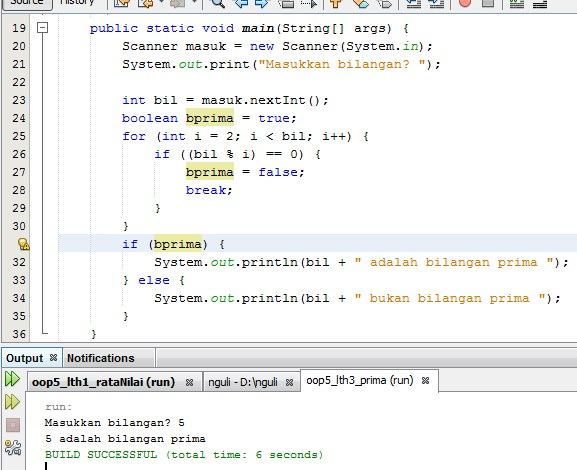 Source History
19 public static void main(String[] args) {
20 Scanner masuk = new Scanner(System.in);
21 System.out.print("Masukkan bilangan? ");
22
23 int bil = masuk.nextInt();
24 boolean bprima = true;
25 for (int i = 2; i < bil; i++) {
26 if ((bil % i) == 0) {
27 bprima = false;
28 break;
29 }
30 }
if (bprima) {
32 System.out.println(bil + " adalah bilangan prima ");
33 } else {
34 System.out.println(bil + " bukan bilangan prima ");
35 }
36 }
Output Notifications
oop5_lth1_rataNilai (run) nguli - D:\nguli oop5_lth3_prima (run)
run:
Masukkan bilangan? 5
5 adalah bilangan prima
BUILD SUCCESSFUL (total time: 6 seconds)